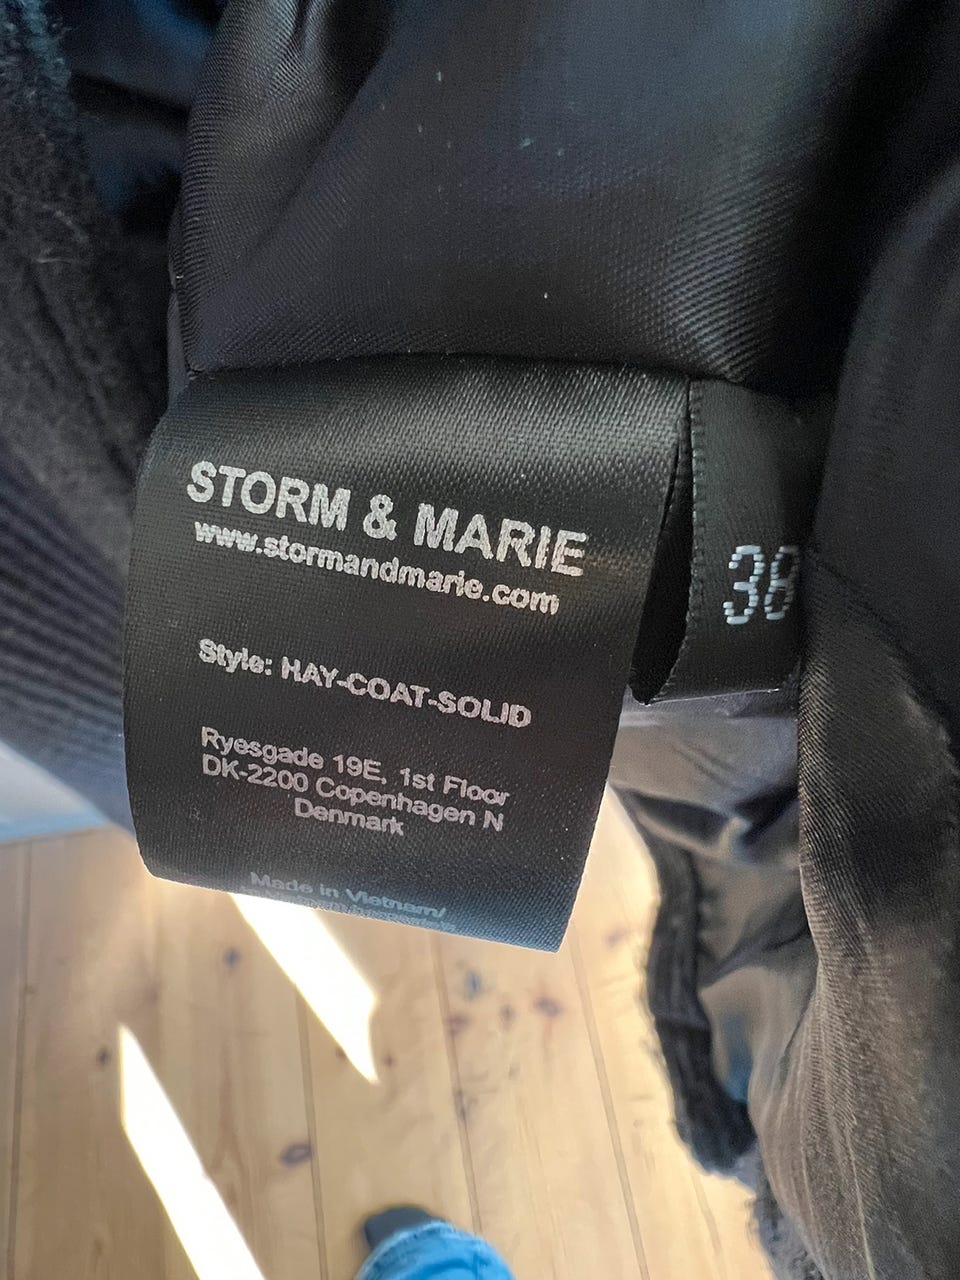 STORM & MARIE
www.stormandmarie.com
Style: HAY-COAT-SOLID
Ryesgade 19E, 1st Floor
DK-2200 Copenhagen N
Denmark
Made in Vietnam/
38